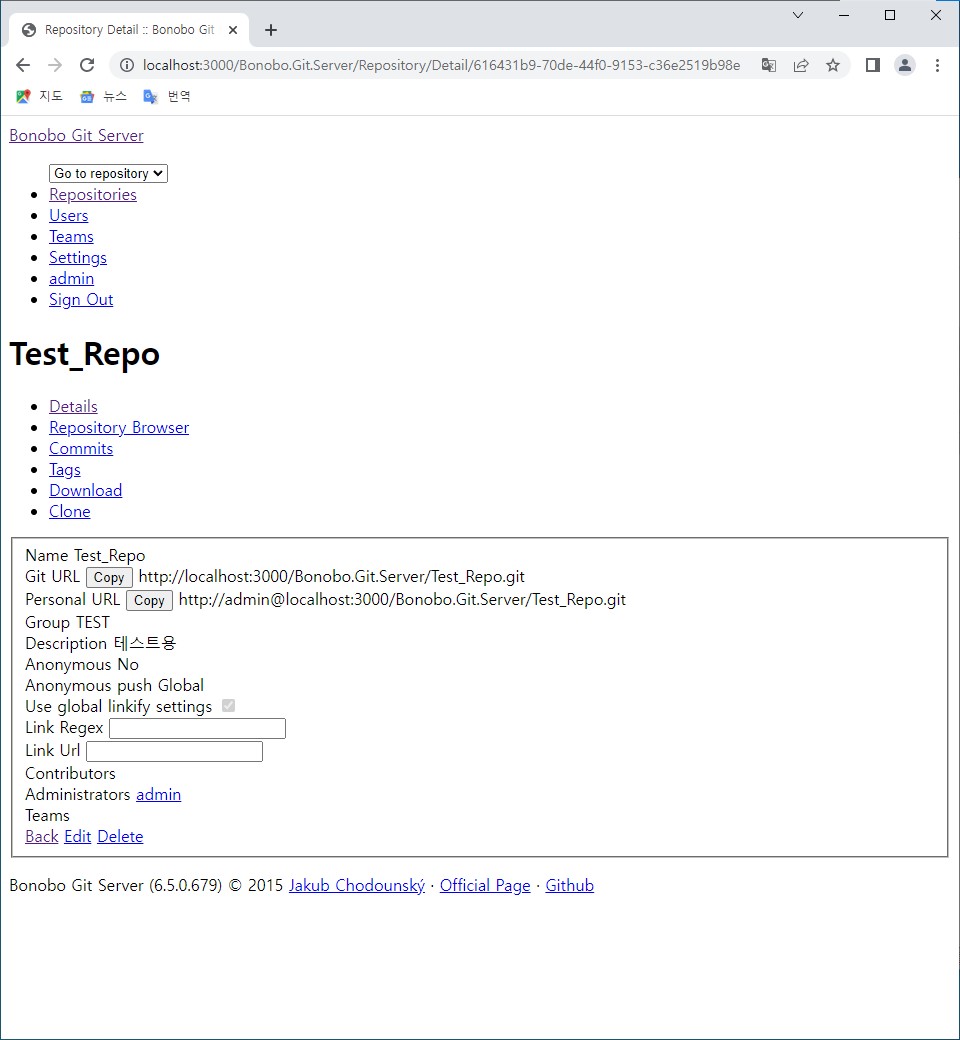 Repository Detail :: Bonobo Git
localhost:3000/Bonobo.Git.Server/Repository/Detail/616431b9-70de-44f0-9153-c36e2519b98e
지도 뉴스 번역
Bonobo Git Server
Go to repository
Repositories
Users
Teams
Settings
admin
Sign Out
Test_Repo
Details
Repository Browser
Commits
Tags
Download
Clone
Name Test_Repo
Git URL Copy http://localhost:3000/Bonobo.Git.Server/Test_Repo.git
Personal URL Copy http://admin@localhost:3000/Bonobo.Git.Server/Test_Repo.git
Group TEST
Description 테스트용
Anonymous No
Anonymous push Global
Use global linkify settings
Link Regex
Link Url
Contributors
Administrators admin
Teams
Back Edit Delete
Bonobo Git Server (6.5.0.679) © 2015 Jakub Chodounský · Official Page · Github